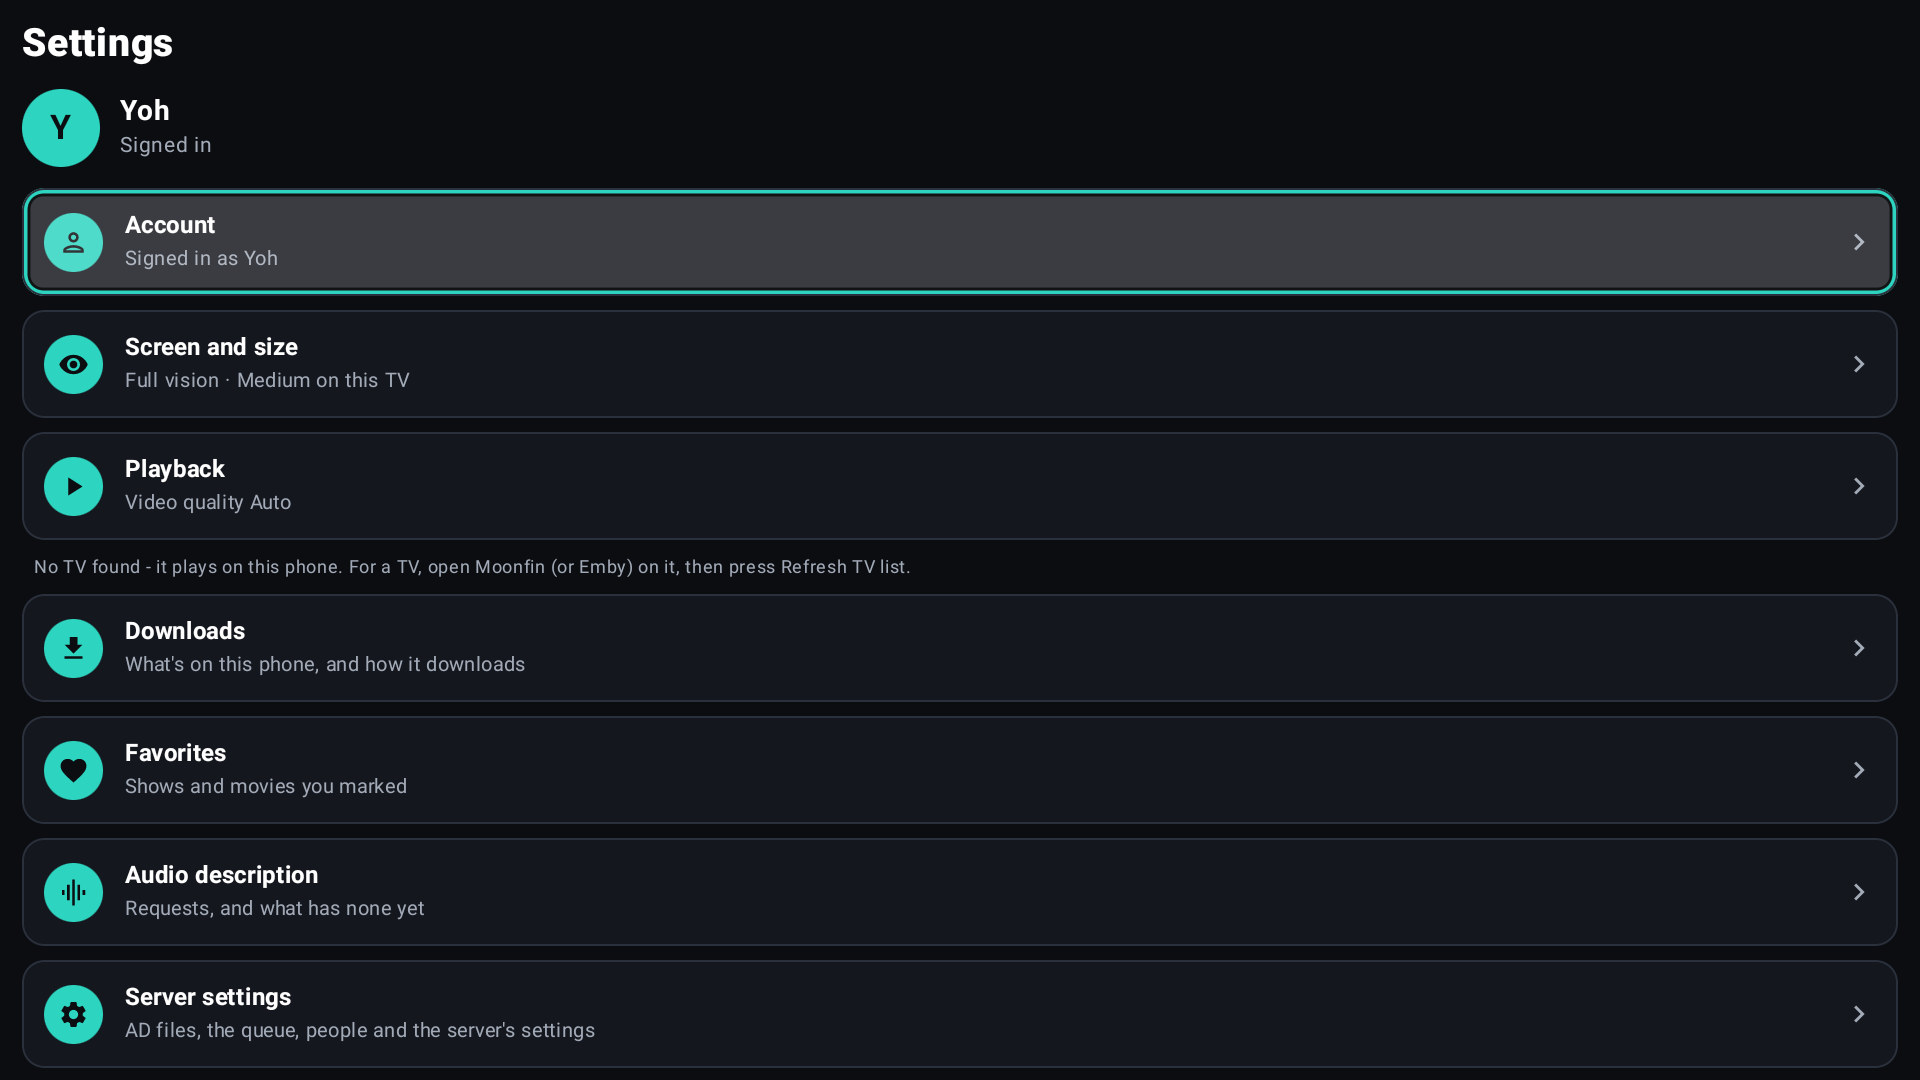 Settings
Y
Yoh
Signed in
Account
Signed in as Yoh
Screen and size
Full vision · Medium on this TV
Playback
Video quality Auto
No TV found - it plays on this phone. For a TV, open Moonfin (or Emby) on it, then press Refresh TV list.
Downloads
What's on this phone, and how it downloads
Favorites
Shows and movies you marked
Audio description
Requests, and what has none yet
Server settings
AD files, the queue, people and the server's settings